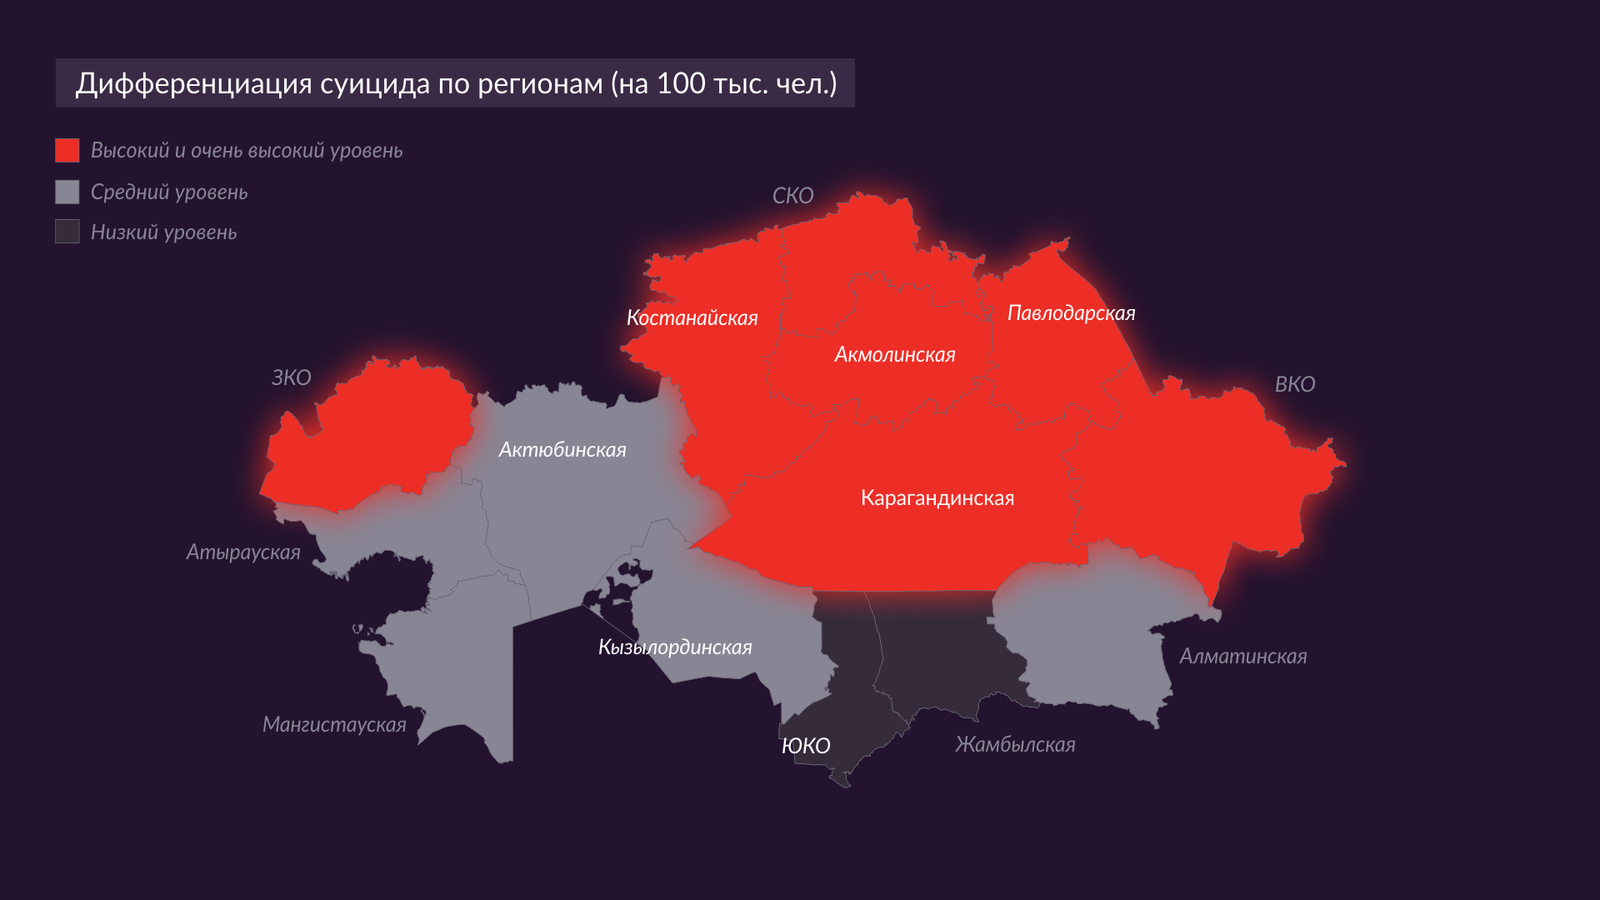 Дифференциация суицида по регионам (на 100 тыс. чел.)
Высокий и очень высокий уровень
Средний уровень
Низкий уровень
СКО
Костанайская
Павлодарская
Акмолинская
ЗКО
ВКО
Актюбинская
Карагандинская
Атырауская
Кызылординская
Алматинская
Мангистауская
ЮКО
Жамбылская